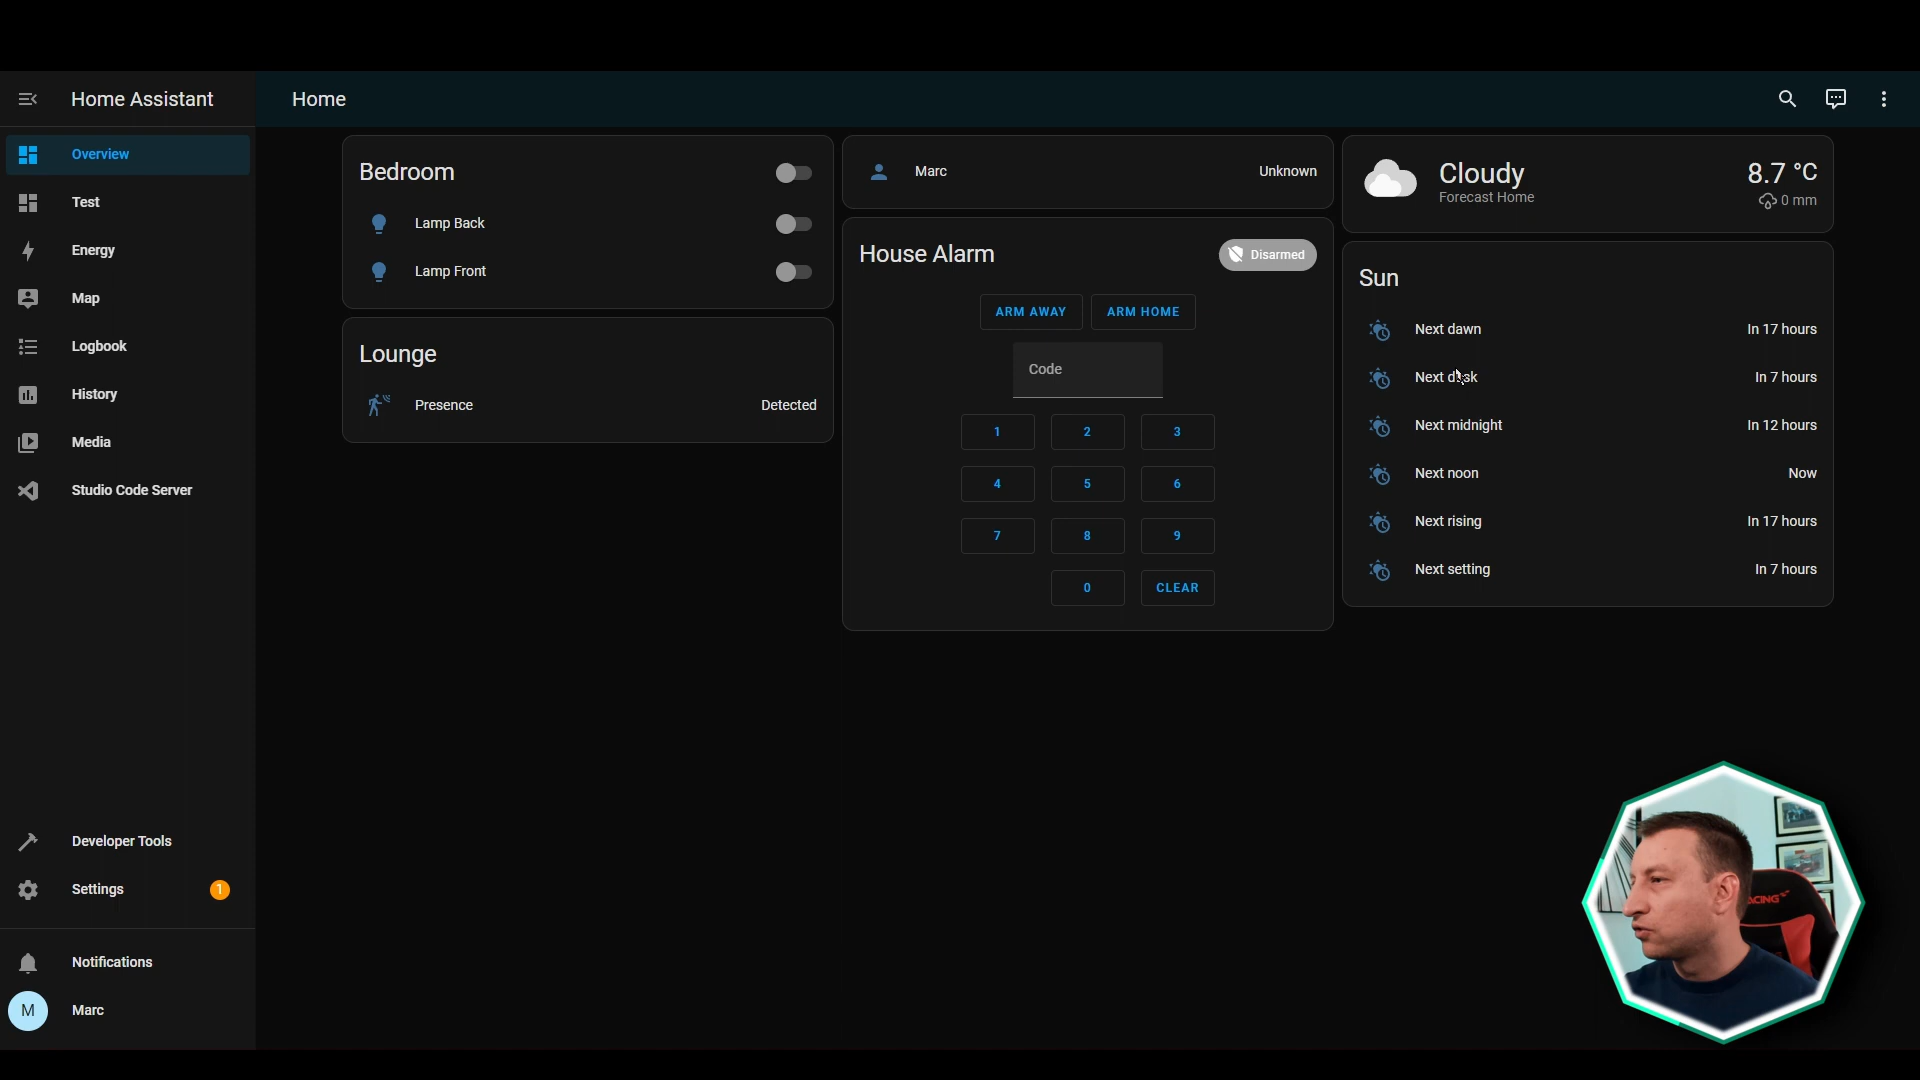 Home Assistant
Home
Overview
Test
Energy
Map
Logbook
History
Media
Studio Code Server
Developer Tools
Settings
1
Notifications
M
Marc
Bedroom
Lamp Back
Lamp Front
Lounge
Presence
Detected
Marc
Unknown
House Alarm
Disarmed
ARM AWAY
ARM HOME
Code
1 2 3
4 5 6
7 8 9
0 CLEAR
Cloudy
Forecast Home
8.7 °C
0 mm
Sun
Next dawn
In 17 hours
Next dusk
In 7 hours
Next midnight
In 12 hours
Next noon
Now
Next rising
In 17 hours
Next setting
In 7 hours